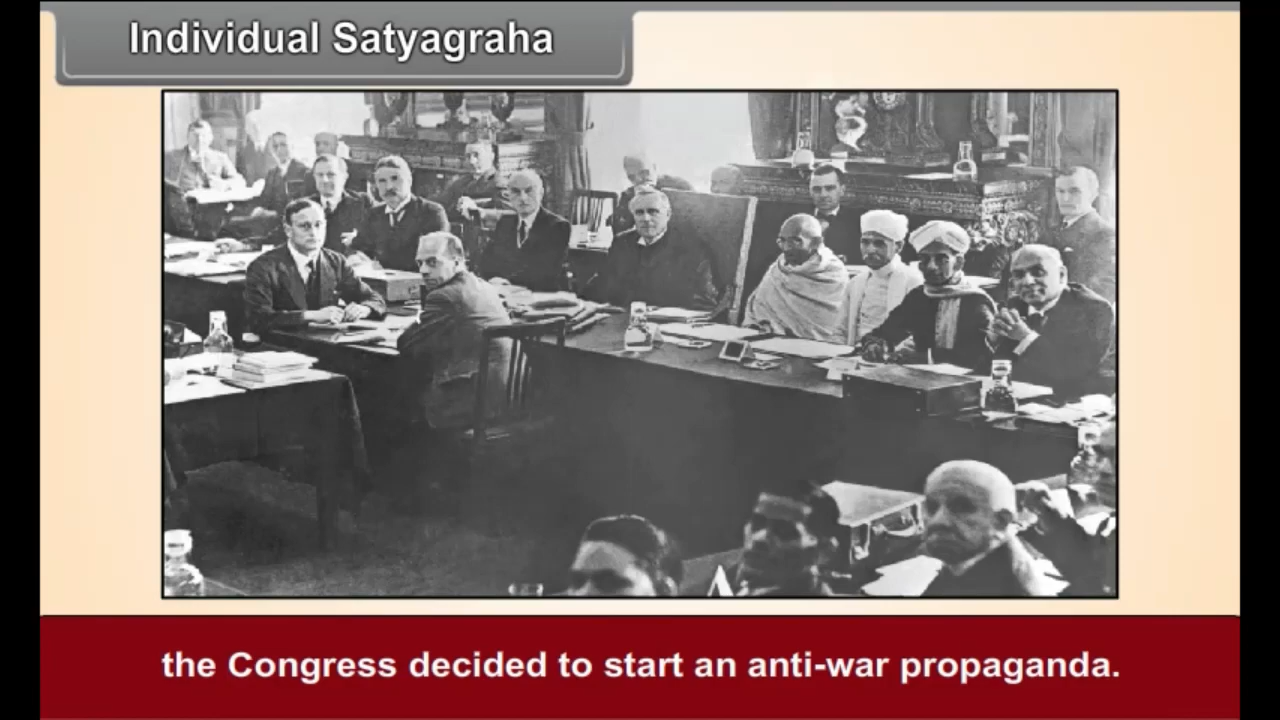 Individual Satyagraha
the Congress decided to start an anti-war propaganda.